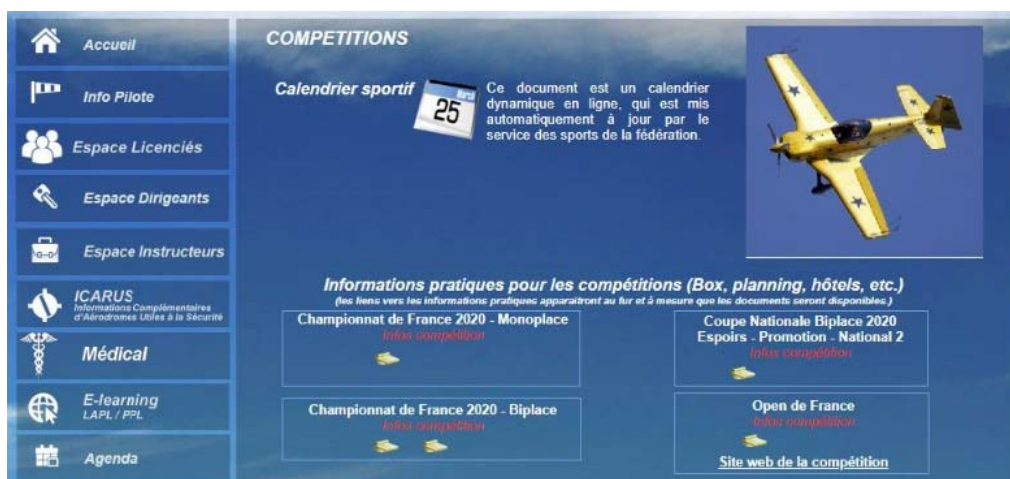 Accueil
Info Pilote
Espace Licenciés
Espace Dirigeants
Espace Instructeurs
ICARUS
Informations Complémentaires
d'Aérodromes Utiles à la Sécurité
Médical
E-learning
LAPL / PPL
Agenda
COMPETITIONS
Calendrier sportif
March
25
Ce document est un calendrier
dynamique en ligne, qui est mis
automatiquement à jour par le
service des sports de la fédération.
Informations pratiques pour les compétitions (Box, planning, hôtels, etc.)
(les liens vers les informations pratiques apparaitront au fur et à mesure que les documents seront disponibles.)
Championnat de France 2020 - Monoplace
Infos compétition
Coupe Nationale Biplace 2020
Espoirs - Promotion - National 2
Infos compétition
Championnat de France 2020 - Biplace
Infos compétition
Open de France
Infos compétition
Site web de la compétition